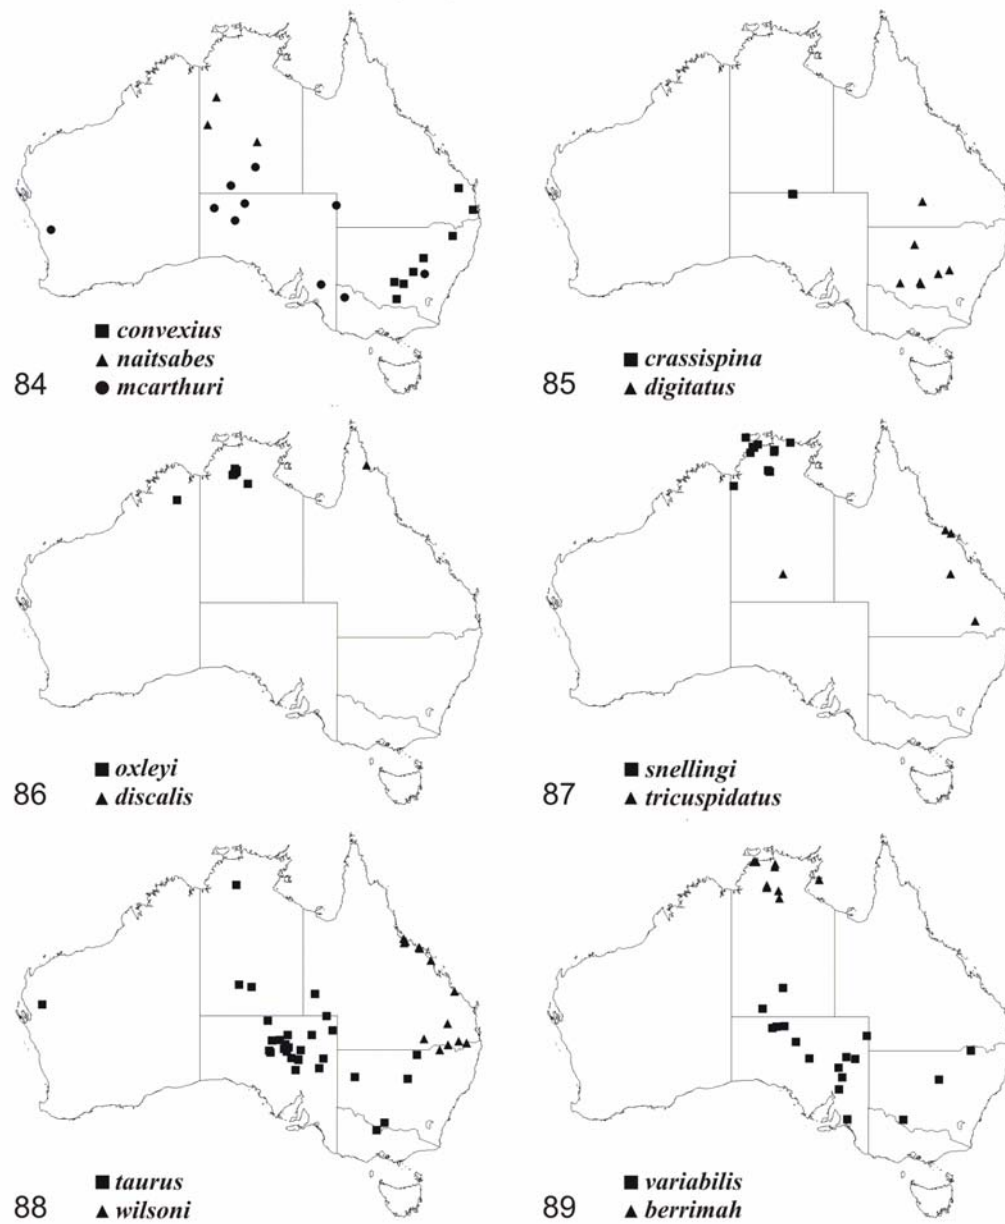 ■ convexius
▲ naitsabes
84 ● mcarthuri
■ crassispina
85 ▲ digitatus
■ oxleyi
86 ▲ discalis
■ snellingi
87 ▲ tricuspidatus
■ taurus
88 ▲ wilsoni
■ variabilis
89 ▲ berrimah